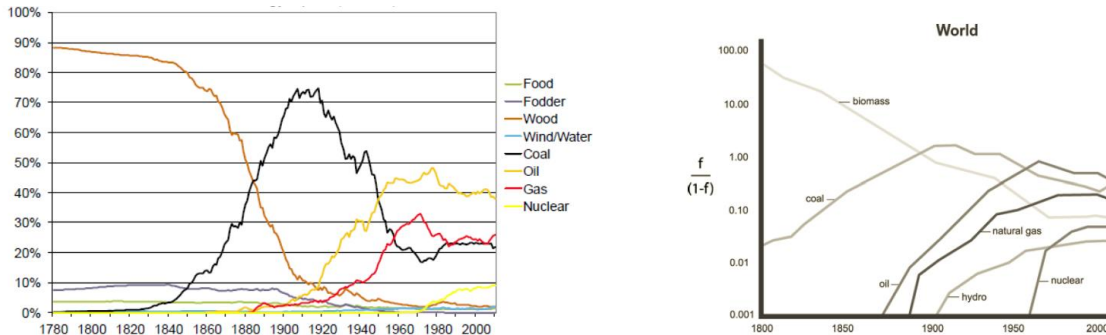 100%
90%
80%
70%
60%
50%
40%
30%
20%
10%
0%
1780 1800 1820 1840 1860 1880 1900 1920 1940 1960 1980 2000
Food
Fodder
Wood
Wind/Water
Coal
Oil
Gas
Nuclear
World
100.00
10.00
1.00
0.10
0.01
0.001
f
(1-f)
biomass
coal
natural gas
oil
hydro
nuclear
1800 1850 1900 1950 2000